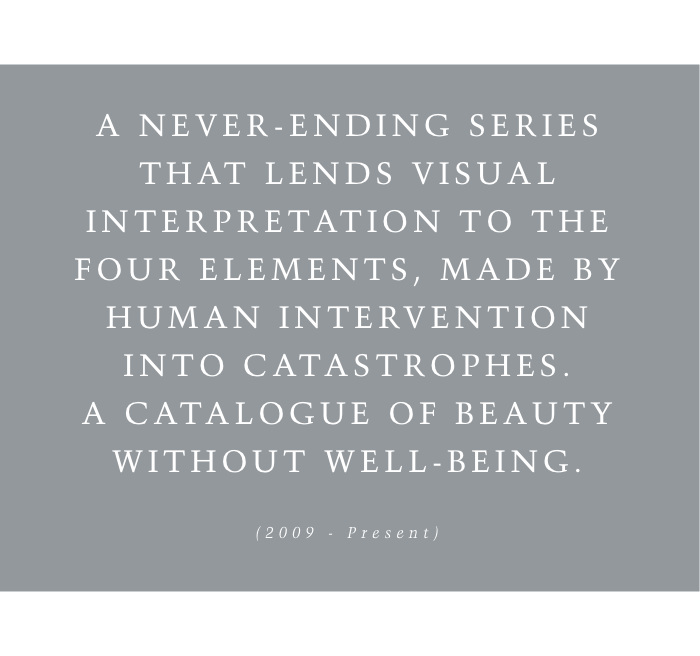 A NEVER-ENDING SERIES
THAT LENDS VISUAL
INTERPRETATION TO THE
FOUR ELEMENTS, MADE BY
HUMAN INTERVENTION
INTO CATASTROPHES.
A CATALOGUE OF BEAUTY
WITHOUT WELL-BEING.
(2009 - Present)